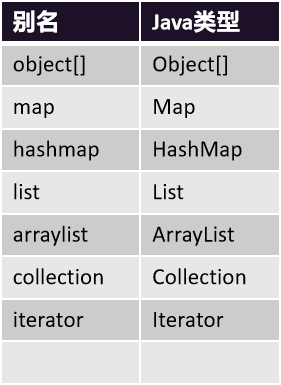 别名 Java类型
object[] Object[]
map Map
hashmap HashMap
list List
arraylist ArrayList
collection Collection
iterator Iterator